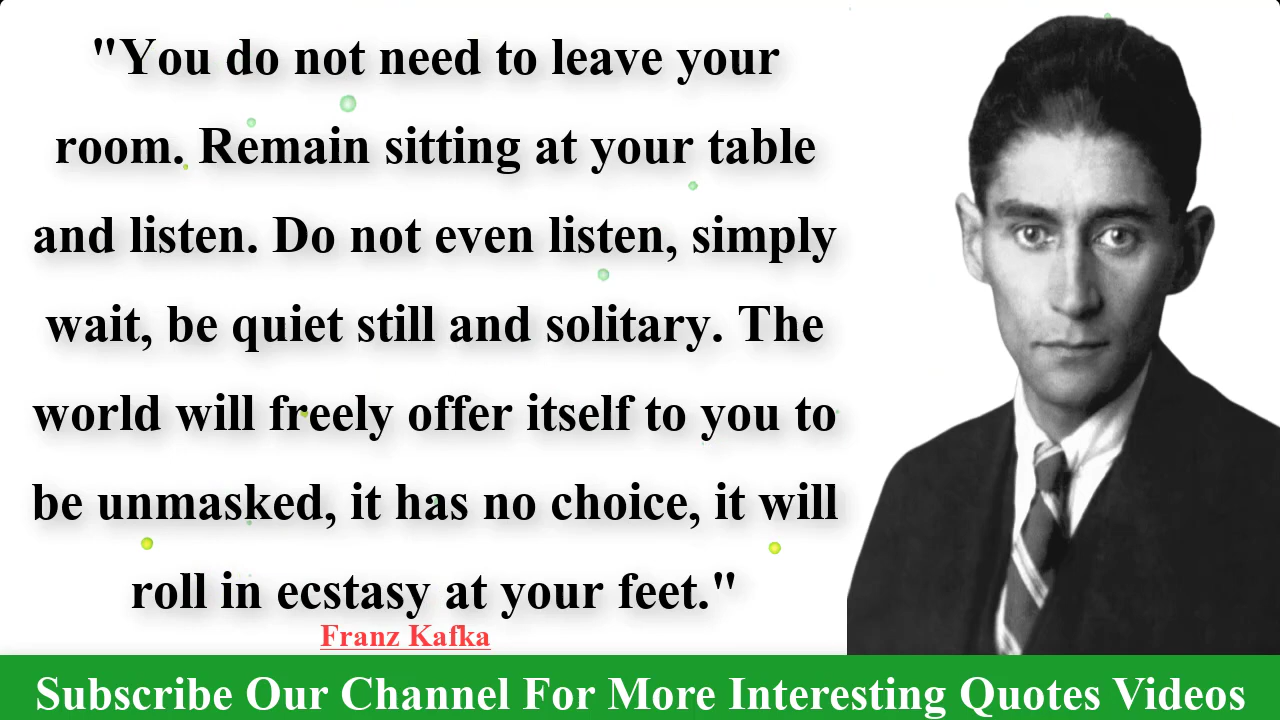 "You do not need to leave your
room. Remain sitting at your table
and listen. Do not even listen, simply
wait, be quiet still and solitary. The
world will freely offer itself to you to
be unmasked, it has no choice, it will
roll in ecstasy at your feet."
Franz Kafka
Subscribe Our Channel For More Interesting Quotes Videos